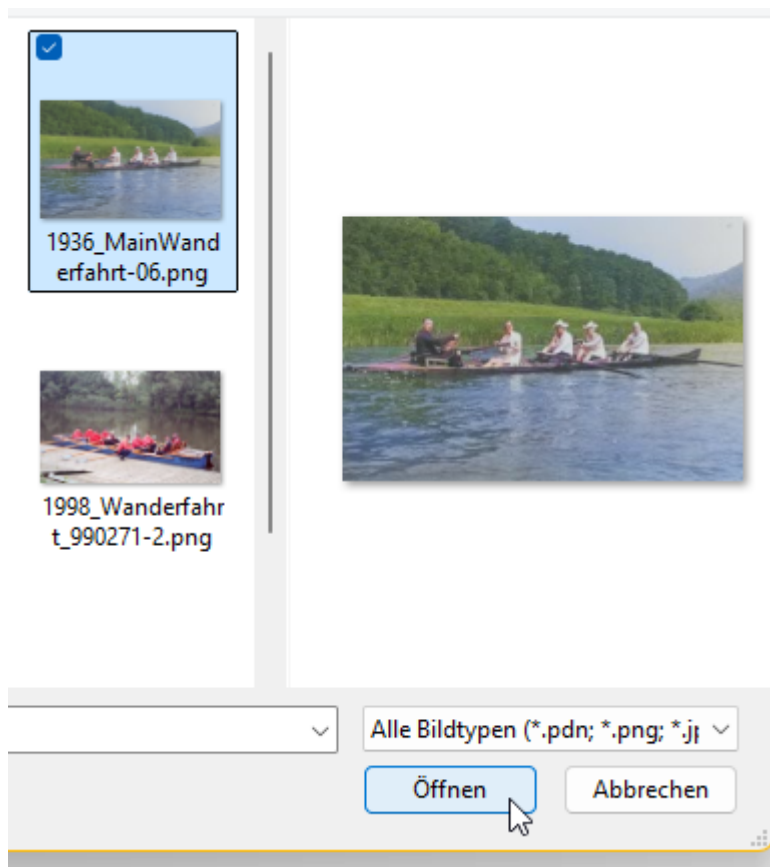 1936_MainWand
erfahrt-06.png
1998_Wanderfahr
t_990271-2.png
Alle Bildtypen (*.pdn; *.png; *.j
Öffnen
Abbrechen